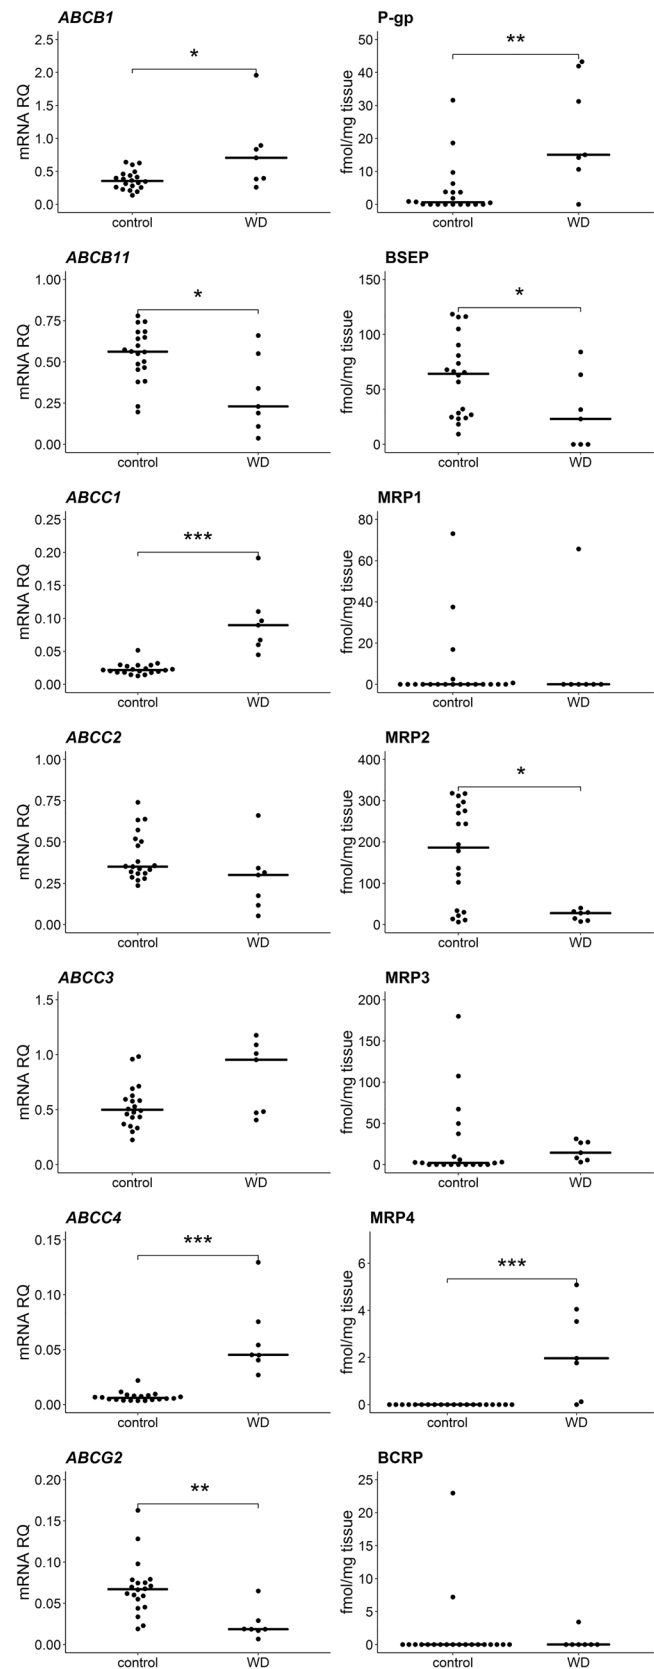 ABCB1
P-gp
2.5
2.0
1.5
1.0
0.5
0.0
mRNA RQ
*
control
WD
50
40
30
20
10
0
fmol/mg tissue
**
control
WD
ABCB11
BSEP
1.00
0.75
0.50
0.25
0.00
mRNA RQ
*
control
WD
150
100
50
0
fmol/mg tissue
*
control
WD
ABCC1
MRP1
0.25
0.20
0.15
0.10
0.05
0.00
mRNA RQ
***
control
WD
80
60
40
20
0
fmol/mg tissue
control
WD
ABCC2
MRP2
1.00
0.75
0.50
0.25
0.00
mRNA RQ
control
WD
400
300
200
100
0
fmol/mg tissue
*
control
WD
ABCC3
MRP3
1.5
1.0
0.5
0.0
mRNA RQ
control
WD
200
150
100
50
0
fmol/mg tissue
control
WD
ABCC4
MRP4
0.15
0.10
0.05
0.00
mRNA RQ
***
control
WD
6
4
2
0
fmol/mg tissue
***
control
WD
ABCG2
BCRP
0.20
0.15
0.10
0.05
0.00
mRNA RQ
**
control
WD
25
20
15
10
5
0
fmol/mg tissue
control
WD